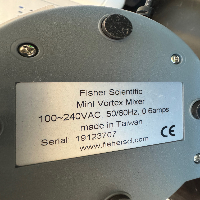 Fisher Scientific
Mini Vortex Mixer
100~240VAC, 50/60Hz, 0.6amps
made in Taiwan
Serial 19123707
www.fishersci.com
CE